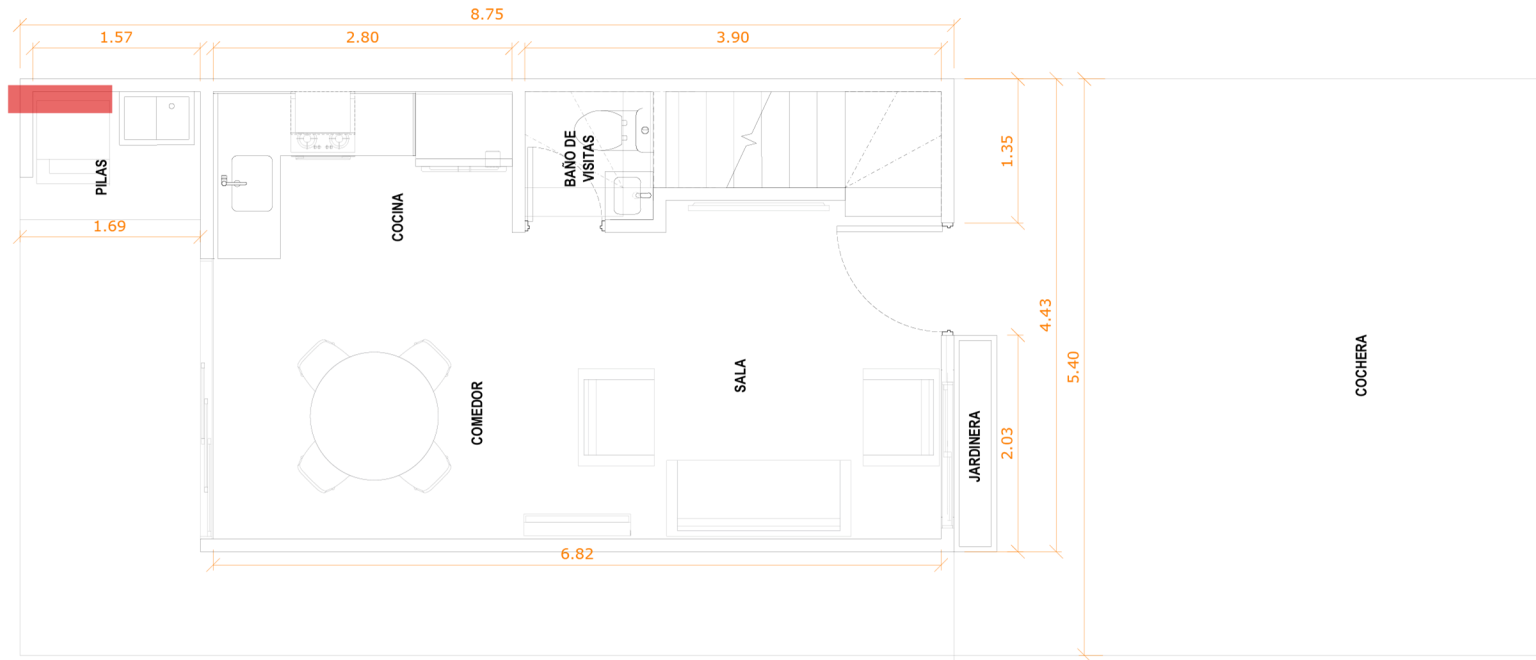 8.75
1.57
2.80
3.90
PILAS
COCINA
BAÑO DE
VISITAS
1.35
1.69
4.43
5.40
COMEDOR
SALA
JARDINERA
2.03
COCHERA
6.82